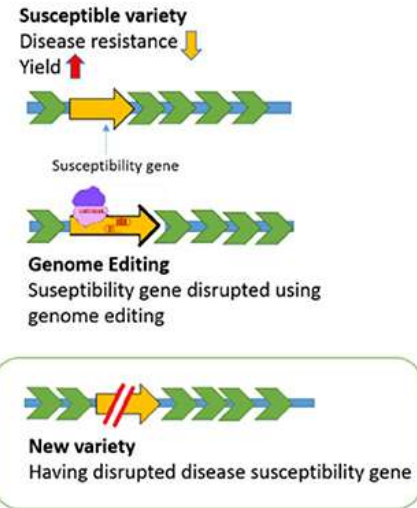 Susceptible variety
Disease resistance
Yield
Susceptibility gene
Genome Editing
Suseptibility gene disrupted using
genome editing
New variety
Having disrupted disease susceptibility gene